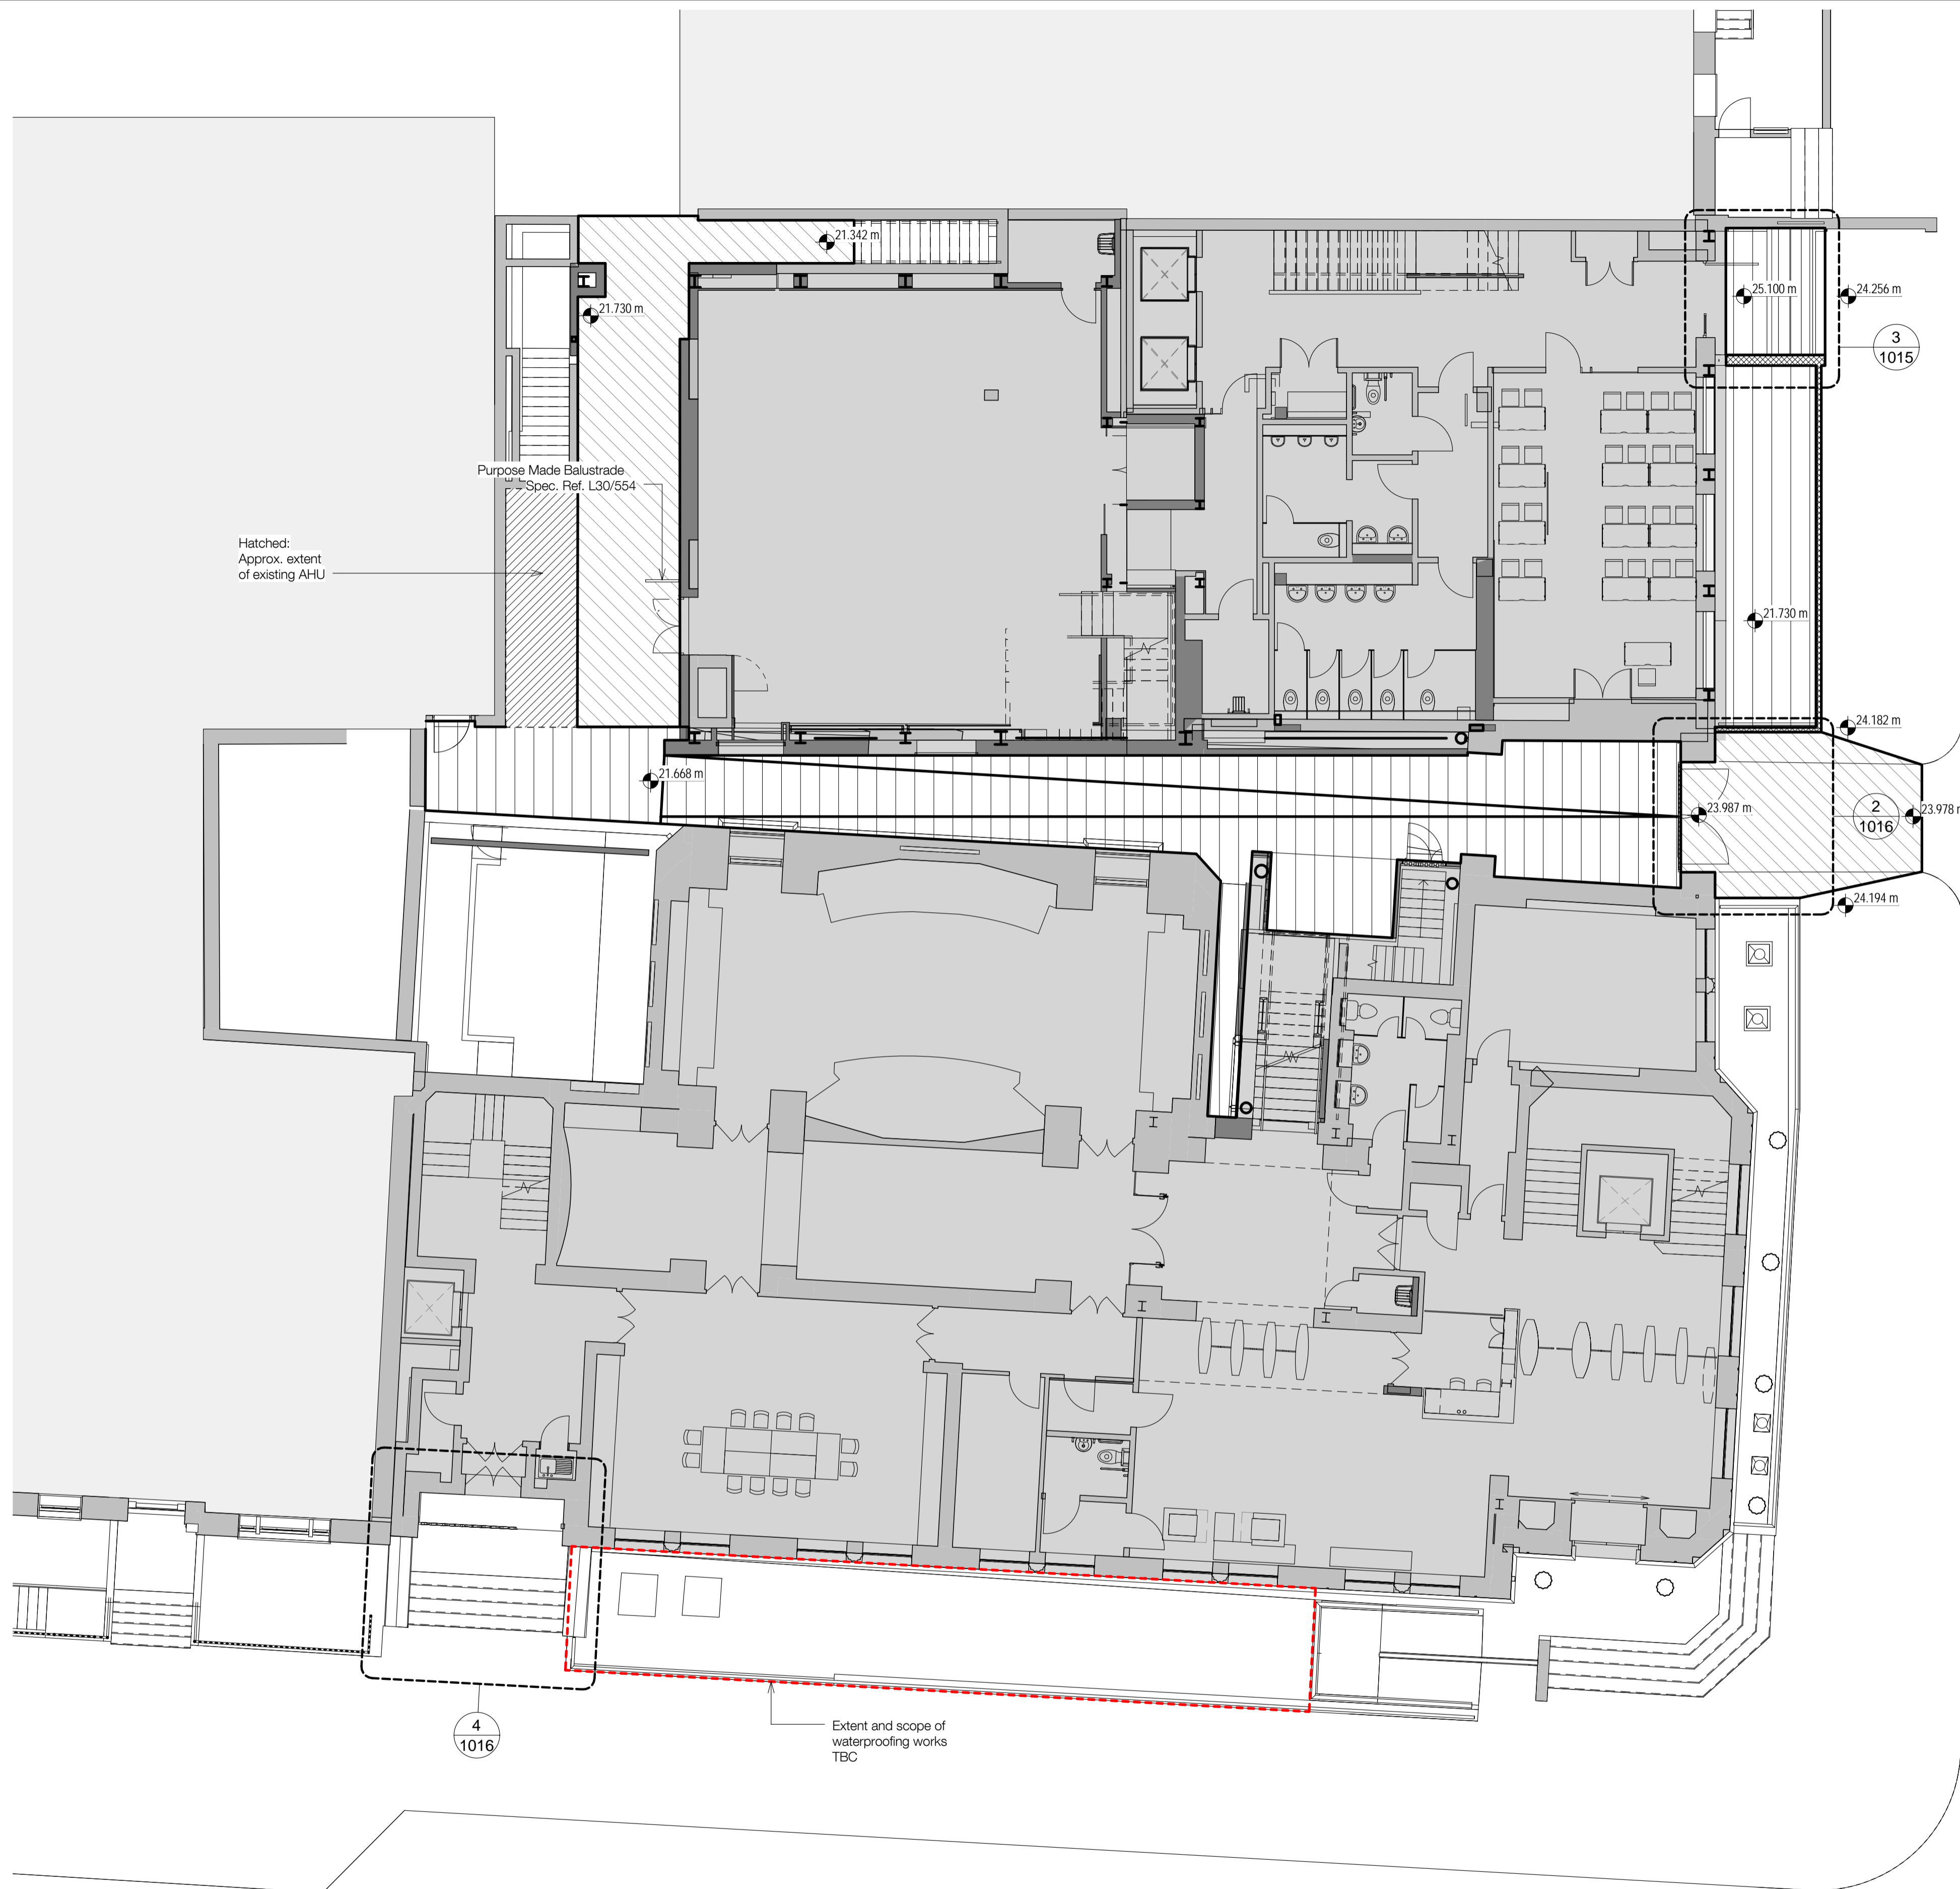 21.342 m
25.100 m
24.256 m
21.730 m
3
1015
Purpose Made Balustrade
Spec. Ref. L30/554
Hatched:
Approx. extent
of existing AHU
21.730 m
24.182 m
21.668 m
23.987 m
2
1016
23.978 m
24.194 m
4
1016
Extent and scope of
waterproofing works
TBC